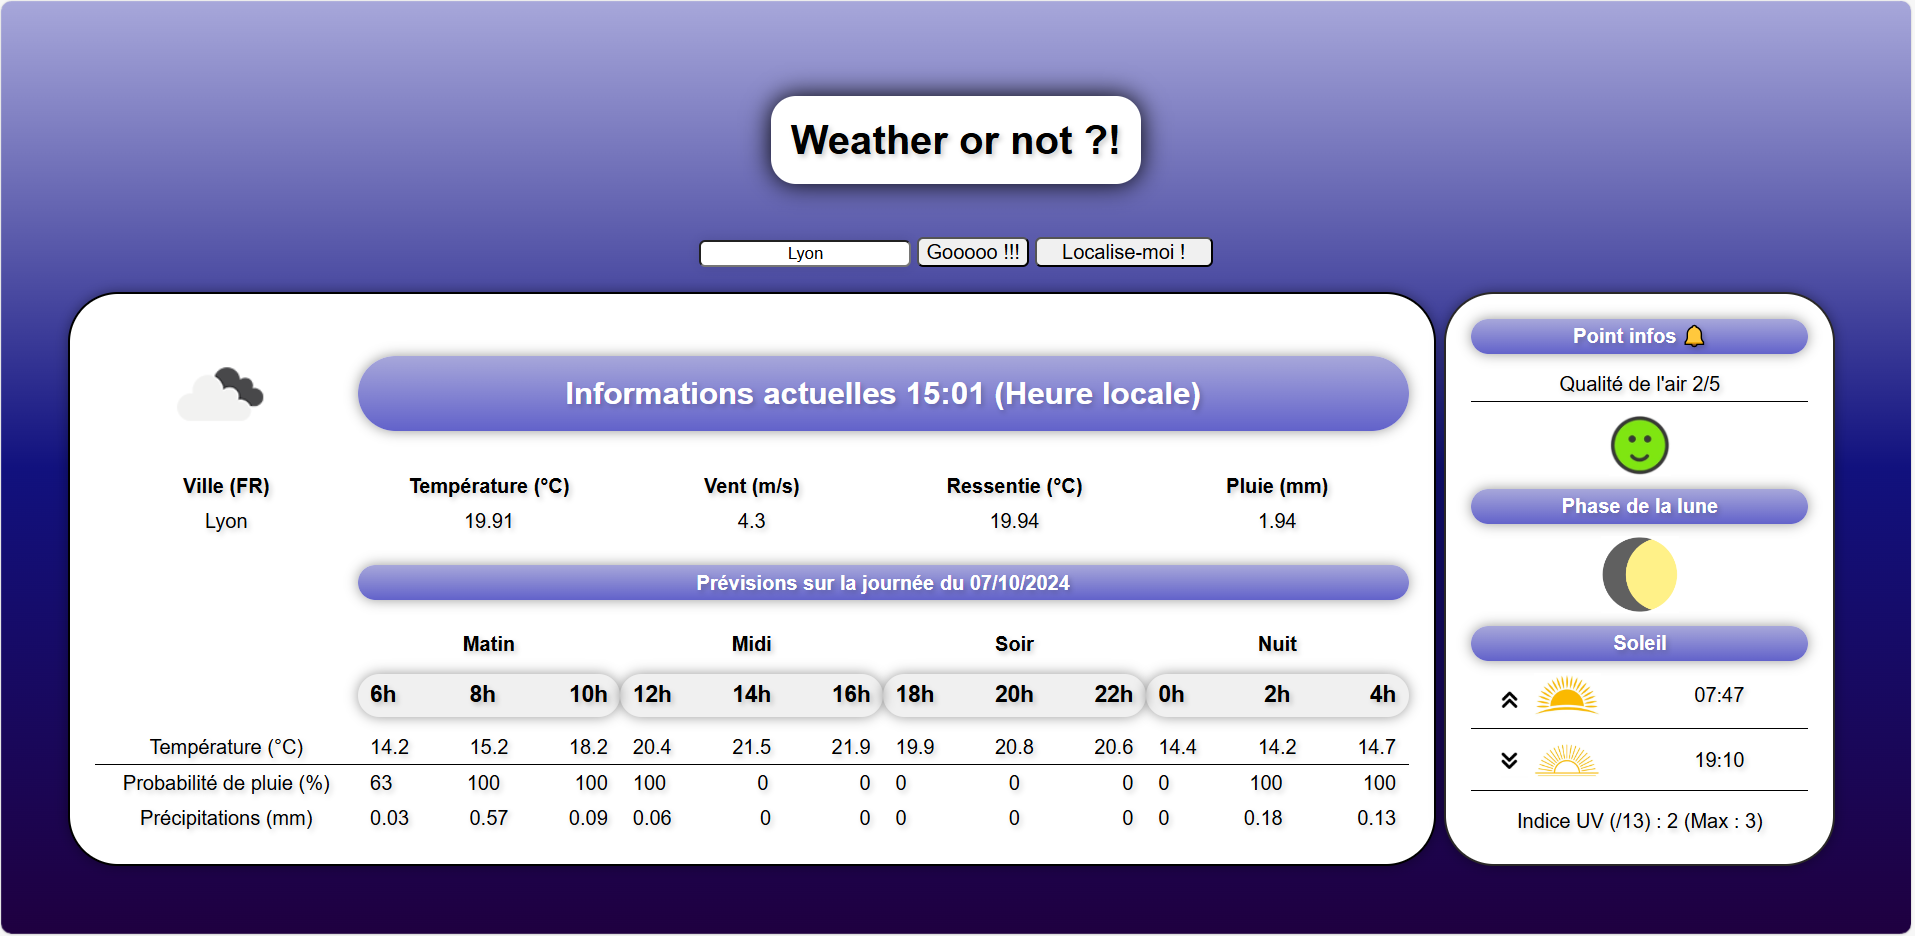 Weather or not ?!
Lyon Gooooo !!! Localise-moi !
Informations actuelles 15:01 (Heure locale)
Ville (FR) Température (°C) Vent (m/s) Ressentie (°C) Pluie (mm)
Lyon 19.91 4.3 19.94 1.94
Prévisions sur la journée du 07/10/2024
Matin Midi Soir Nuit
6h 8h 10h 12h 14h 16h 18h 20h 22h 0h 2h 4h
Température (°C) 14.2 15.2 18.2 20.4 21.5 21.9 19.9 20.8 20.6 14.4 14.2 14.7
Probabilité de pluie (%) 63 100 100 100 0 0 0 0 0 0 100 100
Précipitations (mm) 0.03 0.57 0.09 0.06 0 0 0 0 0 0 0.18 0.13
Point infos
Qualité de l'air 2/5
Phase de la lune
Soleil
07:47
19:10
Indice UV (/13) : 2 (Max : 3)